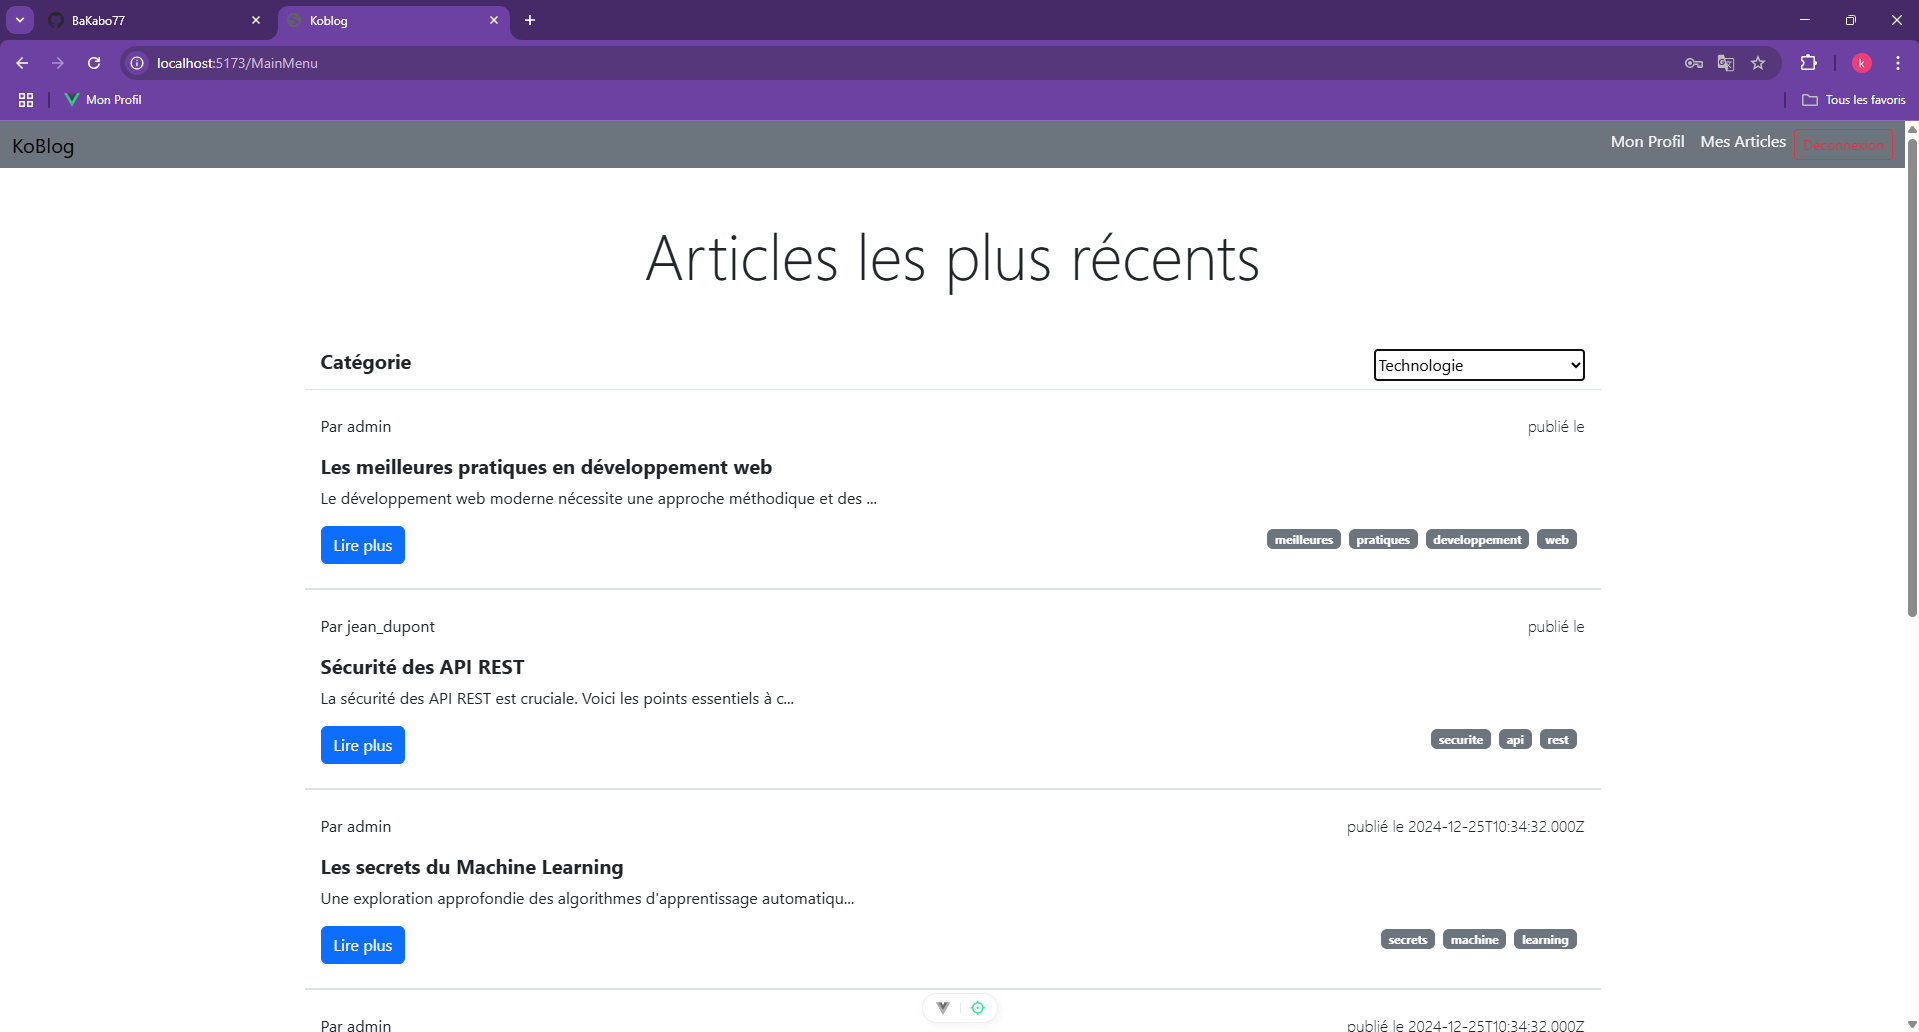 BaKabo77
Koblog
localhost:5173/MainMenu
k
Mon Profil
Tous les favoris
KoBlog
Mon Profil Mes Articles Déconnexion
Articles les plus récents
Catégorie
Technologie
Par admin
publié le
Les meilleures pratiques en développement web
Le développement web moderne nécessite une approche méthodique et des ...
Lire plus
meilleures pratiques developpement web
Par jean_dupont
publié le
Sécurité des API REST
La sécurité des API REST est cruciale. Voici les points essentiels à c...
Lire plus
securite api rest
Par admin
publié le 2024-12-25T10:34:32.000Z
Les secrets du Machine Learning
Une exploration approfondie des algorithmes d'apprentissage automatiqu...
Lire plus
secrets machine learning
Par admin
publié le 2024-12-25T10:34:32.000Z